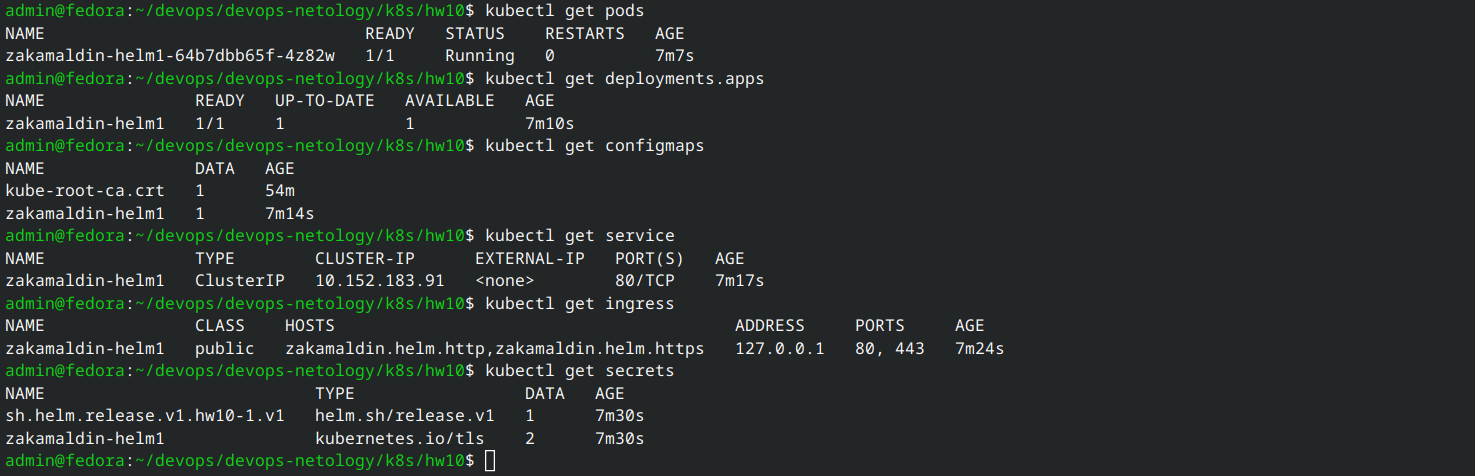 admin@fedora:~/devops/devops-netology/k8s/hw10$ kubectl get pods
NAME                                READY   STATUS    RESTARTS   AGE
zakamaldin-helm1-64b7dbb65f-4z82w   1/1     Running   0          7m7s
admin@fedora:~/devops/devops-netology/k8s/hw10$ kubectl get deployments.apps
NAME               READY   UP-TO-DATE   AVAILABLE   AGE
zakamaldin-helm1   1/1     1            1           7m10s
admin@fedora:~/devops/devops-netology/k8s/hw10$ kubectl get configmaps
NAME               DATA   AGE
kube-root-ca.crt   1      54m
zakamaldin-helm1   1      7m14s
admin@fedora:~/devops/devops-netology/k8s/hw10$ kubectl get service
NAME               TYPE        CLUSTER-IP      EXTERNAL-IP   PORT(S)   AGE
zakamaldin-helm1   ClusterIP   10.152.183.91   <none>        80/TCP    7m17s
admin@fedora:~/devops/devops-netology/k8s/hw10$ kubectl get ingress
NAME               CLASS    HOSTS                                        ADDRESS     PORTS     AGE
zakamaldin-helm1   public   zakamaldin.helm.http,zakamaldin.helm.https   127.0.0.1   80, 443   7m24s
admin@fedora:~/devops/devops-netology/k8s/hw10$ kubectl get secrets
NAME                           TYPE                 DATA   AGE
sh.helm.release.v1.hw10-1.v1   helm.sh/release.v1   1      7m30s
zakamaldin-helm1               kubernetes.io/tls    2      7m30s
admin@fedora:~/devops/devops-netology/k8s/hw10$